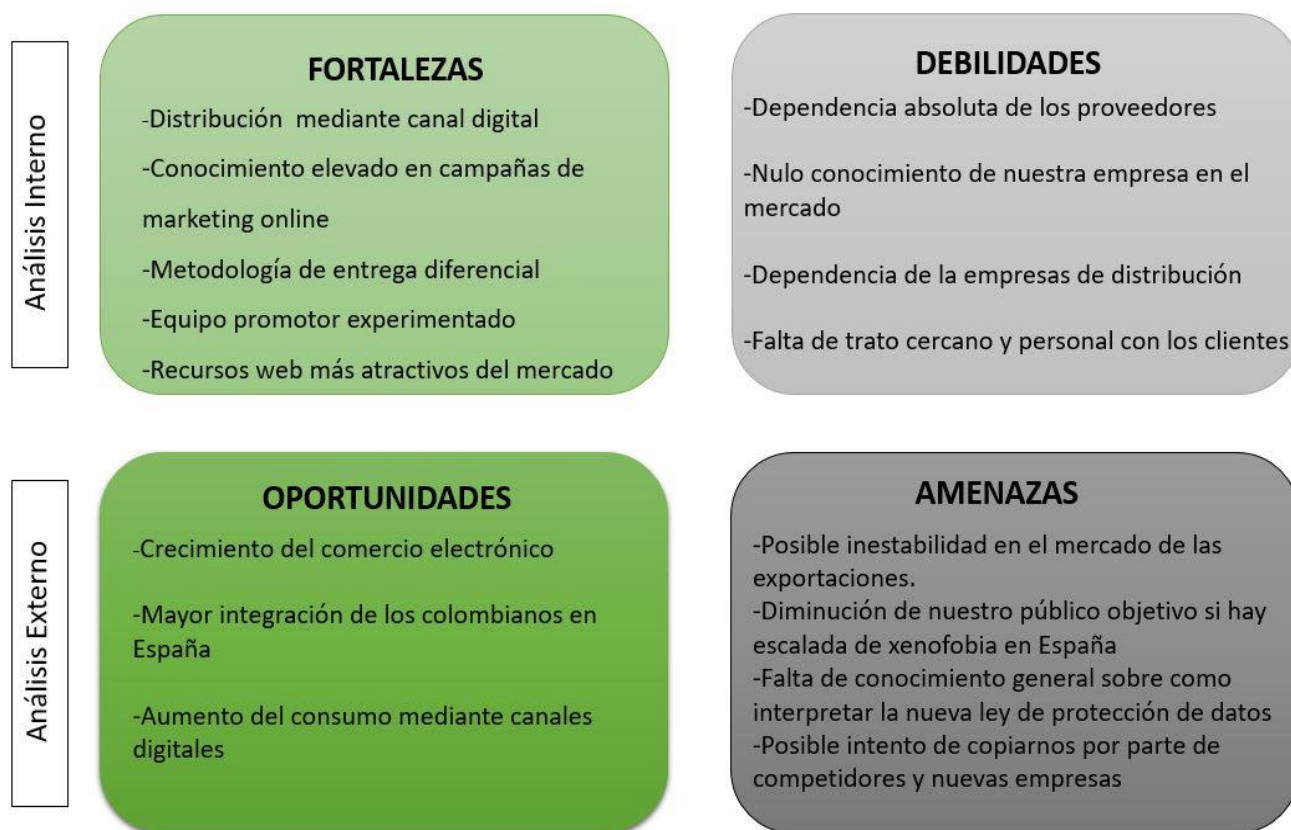 Análisis Interno
FORTALEZAS
-Distribución mediante canal digital
-Conocimiento elevado en campañas de
marketing online
-Metodología de entrega diferencial
-Equipo promotor experimentado
-Recursos web más atractivos del mercado
DEBILIDADES
-Dependencia absoluta de los proveedores
-Nulo conocimiento de nuestra empresa en el
mercado
-Dependencia de la empresas de distribución
-Falta de trato cercano y personal con los clientes
Análisis Externo
OPORTUNIDADES
-Crecimiento del comercio electrónico
-Mayor integración de los colombianos en
España
-Aumento del consumo mediante canales
digitales
AMENAZAS
-Posible inestabilidad en el mercado de las
exportaciones.
-Diminución de nuestro público objetivo si hay
escalada de xenofobia en España
-Falta de conocimiento general sobre como
interpretar la nueva ley de protección de datos
-Posible intento de copiarnos por parte de
competidores y nuevas empresas